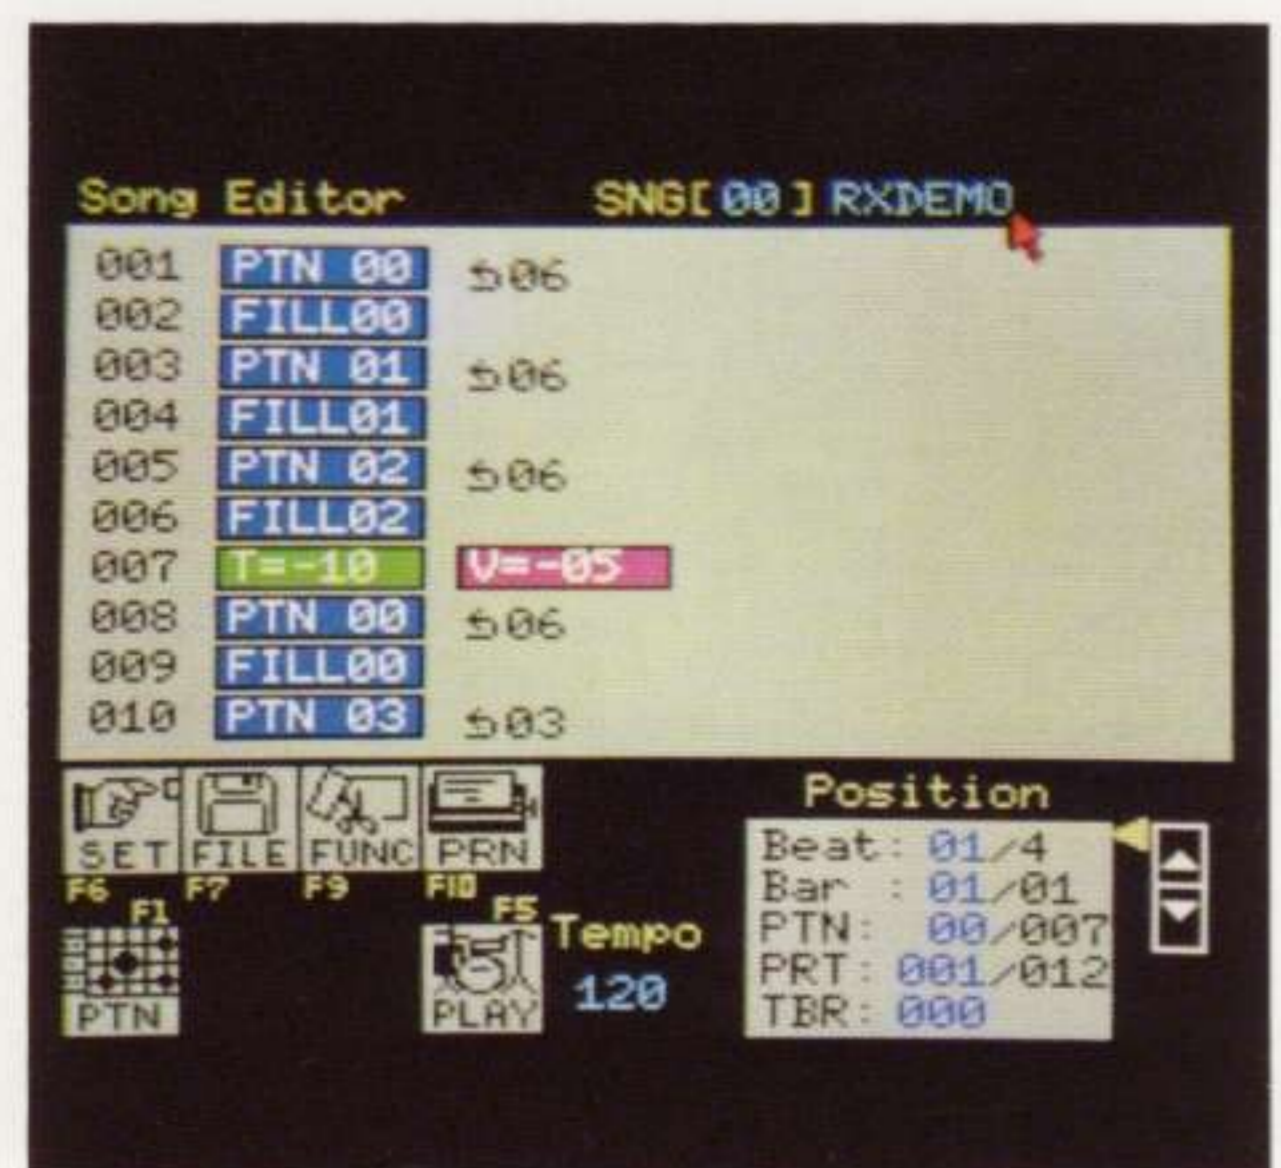 Song Editor SNG[00] RXDEMO
001 PTN 00 ⮌06
002 FILL00
003 PTN 01 ⮌06
004 FILL01
005 PTN 02 ⮌06
006 FILL02
007 T=-10 V=-05
008 PTN 00 ⮌06
009 FILL00
010 PTN 03 ⮌03
SET FILE FUNC PRN
F6 F7 F9 F10
F1 F5
PTN PLAY
Tempo
120
Position
Beat: 01/4
Bar : 01/01
PTN: 00/007
PRT: 001/012
TBR: 000